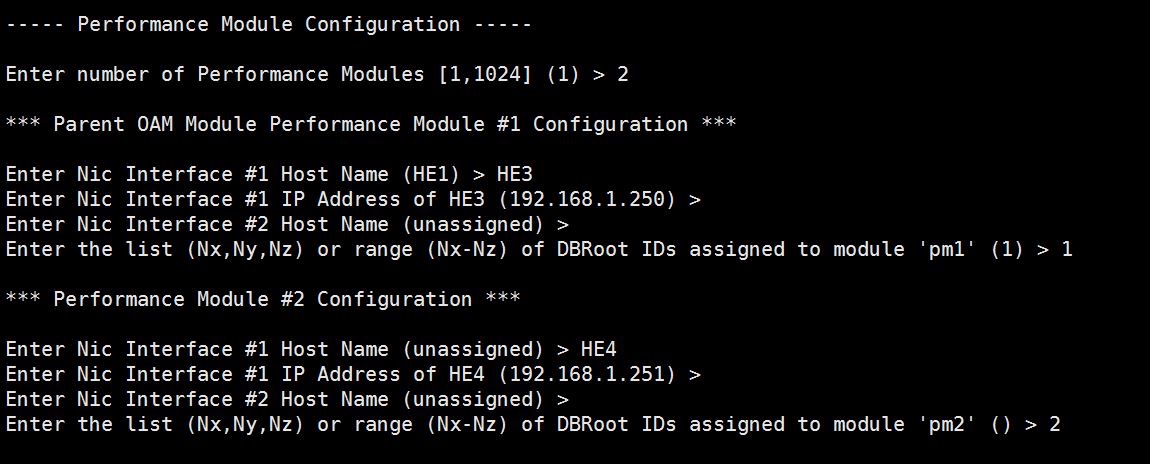 ----- Performance Module Configuration -----
Enter number of Performance Modules [1,1024] (1) > 2
*** Parent OAM Module Performance Module #1 Configuration ***
Enter Nic Interface #1 Host Name (HE1) > HE3
Enter Nic Interface #1 IP Address of HE3 (192.168.1.250) >
Enter Nic Interface #2 Host Name (unassigned) >
Enter the list (Nx,Ny,Nz) or range (Nx-Nz) of DBRoot IDs assigned to module 'pm1' (1) > 1
*** Performance Module #2 Configuration ***
Enter Nic Interface #1 Host Name (unassigned) > HE4
Enter Nic Interface #1 IP Address of HE4 (192.168.1.251) >
Enter Nic Interface #2 Host Name (unassigned) >
Enter the list (Nx,Ny,Nz) or range (Nx-Nz) of DBRoot IDs assigned to module 'pm2' () > 2